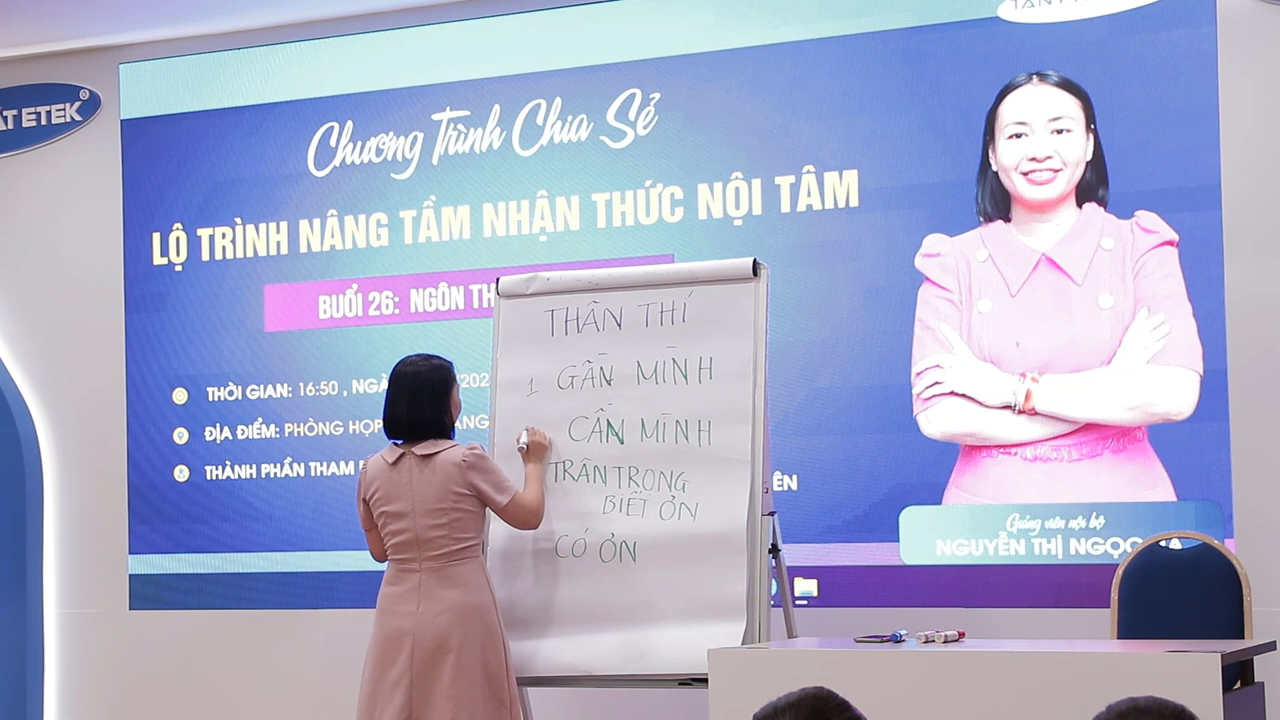 ÁT ETEK
Chương Trình Chia Sẻ
LỘ TRÌNH NÂNG TẦM NHẬN THỨC NỘI TÂM
BUỔI 26: NGÔN
THỜI GIAN: 16:50 , NGÀ
ĐỊA ĐIỂM: PHÒNG HỌP
THÀNH PHẦN THAM
ÊN
THÂN THÍ
1 GẦN MÌNH
CẦN MÌNH
TRÂN TRỌNG
BIẾT ƠN
CÓ ƠN
Giảng viên nội bộ
NGUYỄN THỊ NGỌC